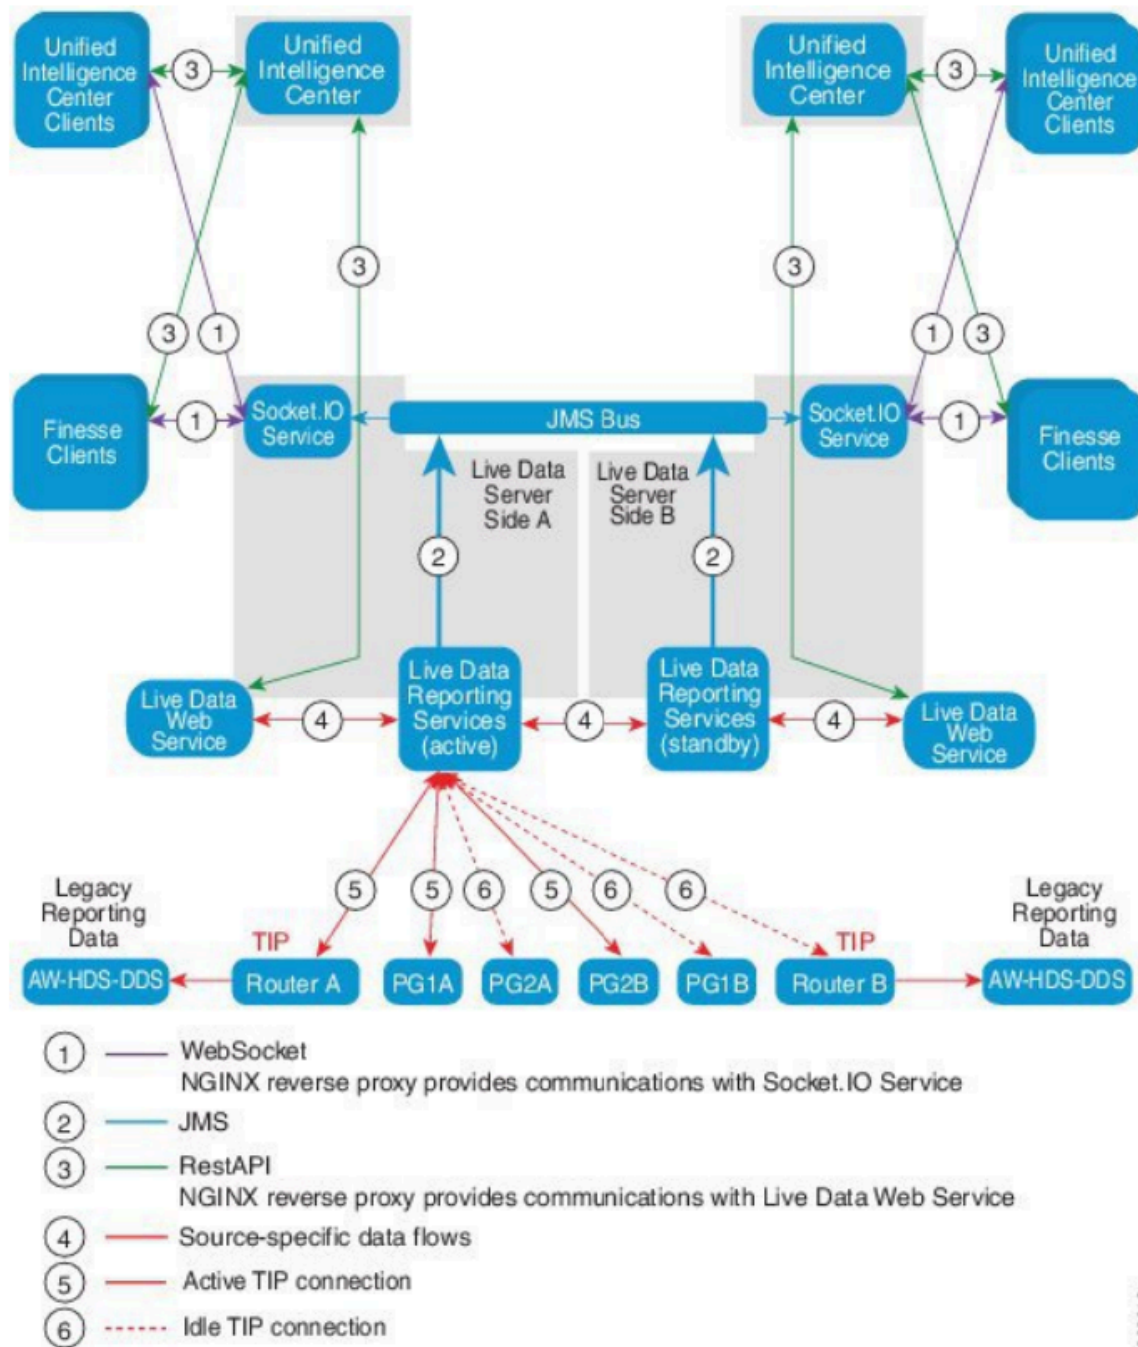 Unified
Intelligence
Center
Clients
3
Unified
Intelligence
Center
Unified
Intelligence
Center
3
Unified
Intelligence
Center
Clients
3
3
3
1
1
3
Finesse
Clients
1
Socket.IO
Service
JMS Bus
Socket.IO
Service
1
Finesse
Clients
Live Data
Server
Side A
Live Data
Server
Side B
2
2
Live Data
Web
Service
4
Live Data
Reporting
Services
(active)
4
Live Data
Reporting
Services
(standby)
4
Live Data
Web
Service
5
5
6
5
6
6
Legacy
Reporting
Data
Legacy
Reporting
Data
TIP
TIP
AW-HDS-DDS
Router A
PG1A
PG2A
PG2B
PG1B
Router B
AW-HDS-DDS
1 WebSocket
NGINX reverse proxy provides communications with Socket.IO Service
2 JMS
3 RestAPI
NGINX reverse proxy provides communications with Live Data Web Service
4 Source-specific data flows
5 Active TIP connection
6 Idle TIP connection